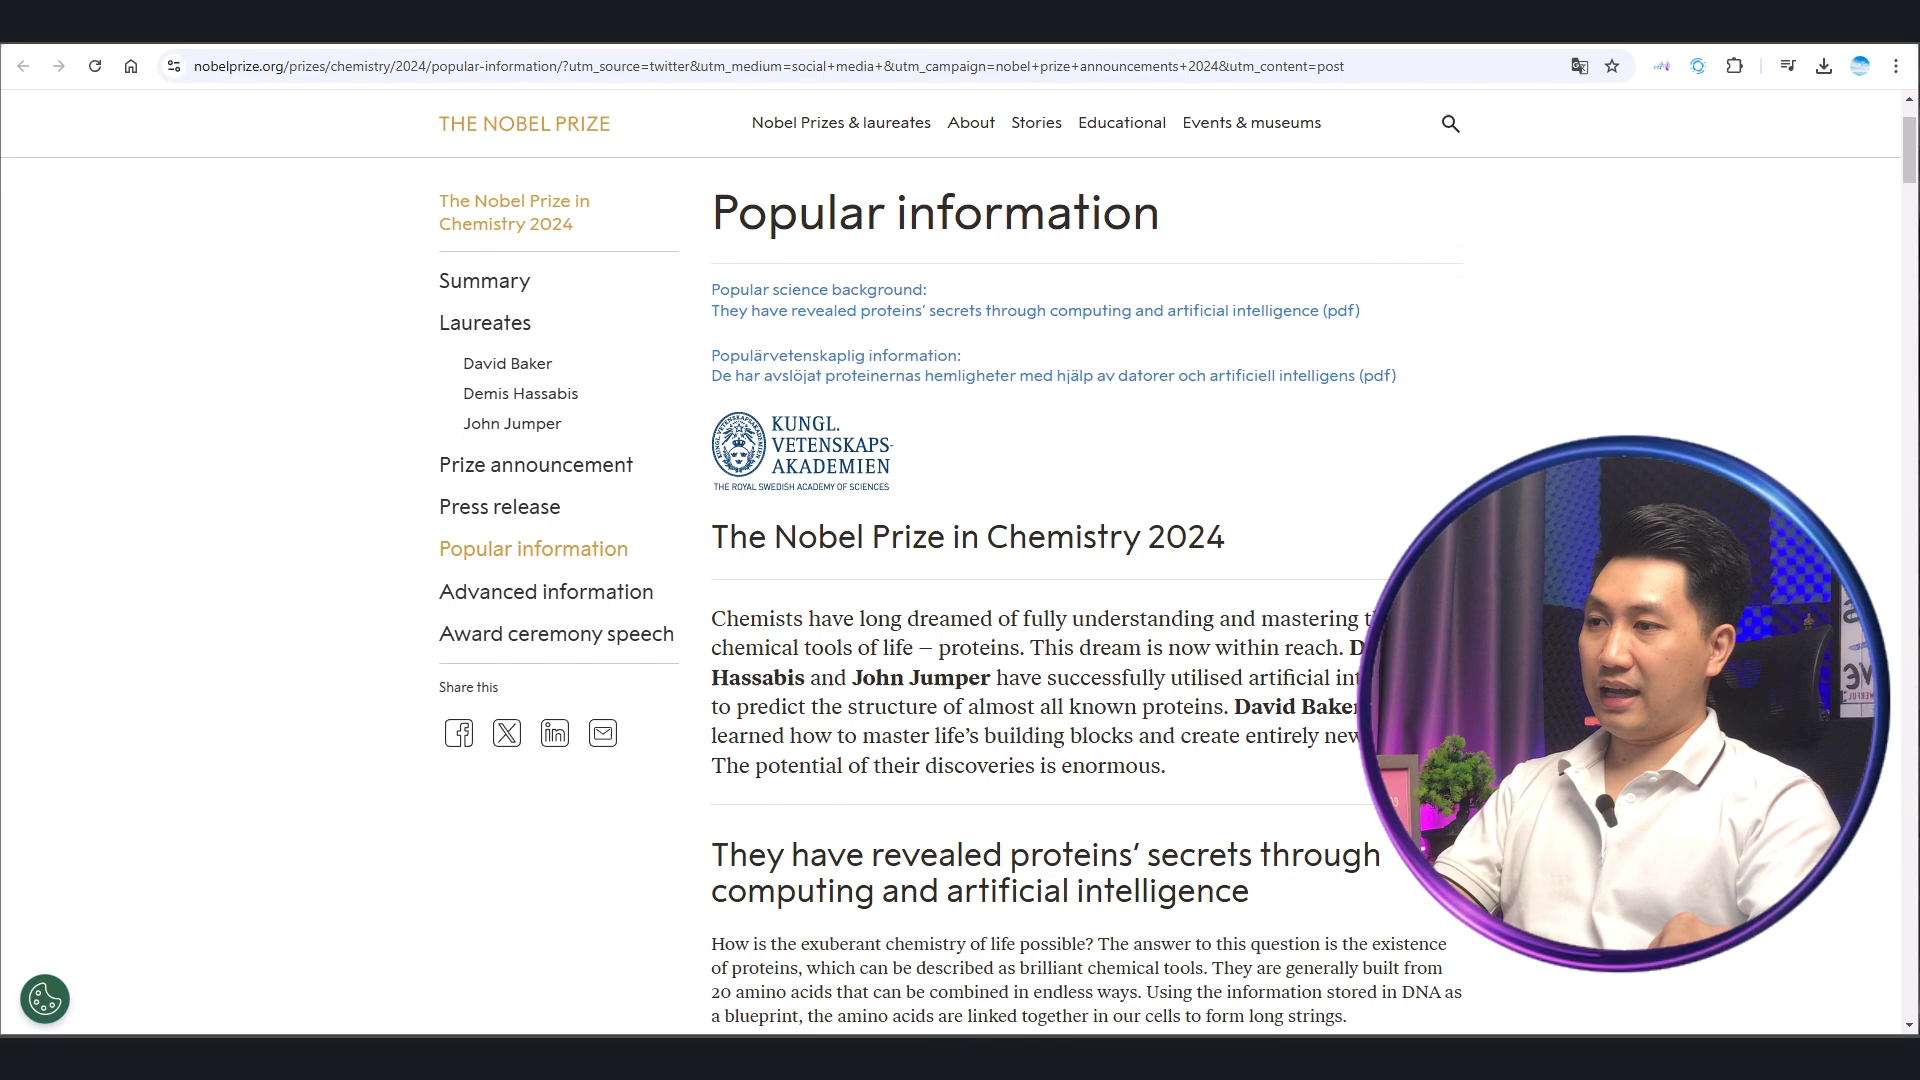 nobelprize.org/prizes/chemistry/2024/popular-information/?utm_source=twitter&utm_medium=social+media+&utm_campaign=nobel+prize+announcements+2024&utm_content=post
THE NOBEL PRIZE
Nobel Prizes & laureates
About
Stories
Educational
Events & museums
The Nobel Prize in
Chemistry 2024
Summary
Laureates
David Baker
Demis Hassabis
John Jumper
Prize announcement
Press release
Popular information
Advanced information
Award ceremony speech
Share this
Popular information
Popular science background:
They have revealed proteins’ secrets through computing and artificial intelligence (pdf)
Populärvetenskaplig information:
De har avslöjat proteinernas hemligheter med hjälp av datorer och artificiell intelligens (pdf)
KUNGL.
VETENSKAPS-
AKADEMIEN
THE ROYAL SWEDISH ACADEMY OF SCIENCES
The Nobel Prize in Chemistry 2024
Chemists have long dreamed of fully understanding and mastering
chemical tools of life – proteins. This dream is now within reach.
Hassabis and John Jumper have successfully utilised artificial
to predict the structure of almost all known proteins. David Baker
learned how to master life’s building blocks and create entirely new
The potential of their discoveries is enormous.
They have revealed proteins’ secrets through
computing and artificial intelligence
How is the exuberant chemistry of life possible? The answer to this question is the existence
of proteins, which can be described as brilliant chemical tools. They are generally built from
20 amino acids that can be combined in endless ways. Using the information stored in DNA as
a blueprint, the amino acids are linked together in our cells to form long strings.